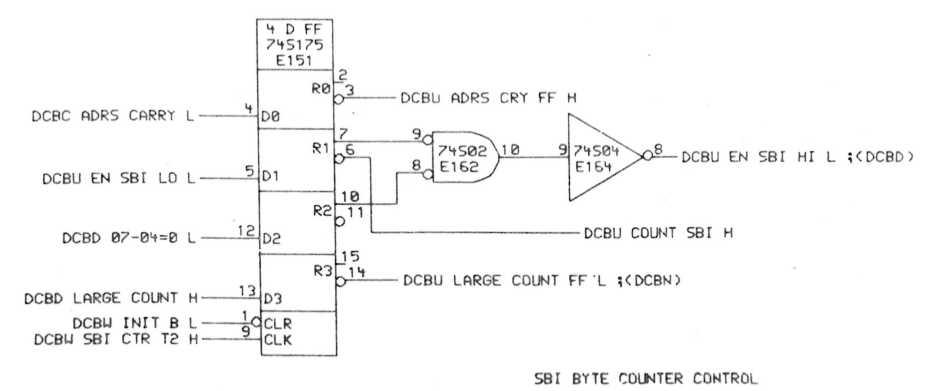 4 D FF
74S175
E151
2
R0
3
DCBU ADRS CRY FF H
DCBC ADRS CARRY L
4
D0
7
R1
6
9
8
74S02
E162
10
9
74S04
E164
8
DCBU EN SBI HI L ;(DCBD)
DCBU EN SBI LO L
5
D1
10
R2
11
DCBU COUNT SBI H
DCBD 07-04=0 L
12
D2
15
R3
14
DCBU LARGE COUNT FF L ;(DCBN)
DCBD LARGE COUNT H
13
D3
DCBW INIT B L
1
CLR
DCBW SBI CTR T2 H
9
CLK
SBI BYTE COUNTER CONTROL